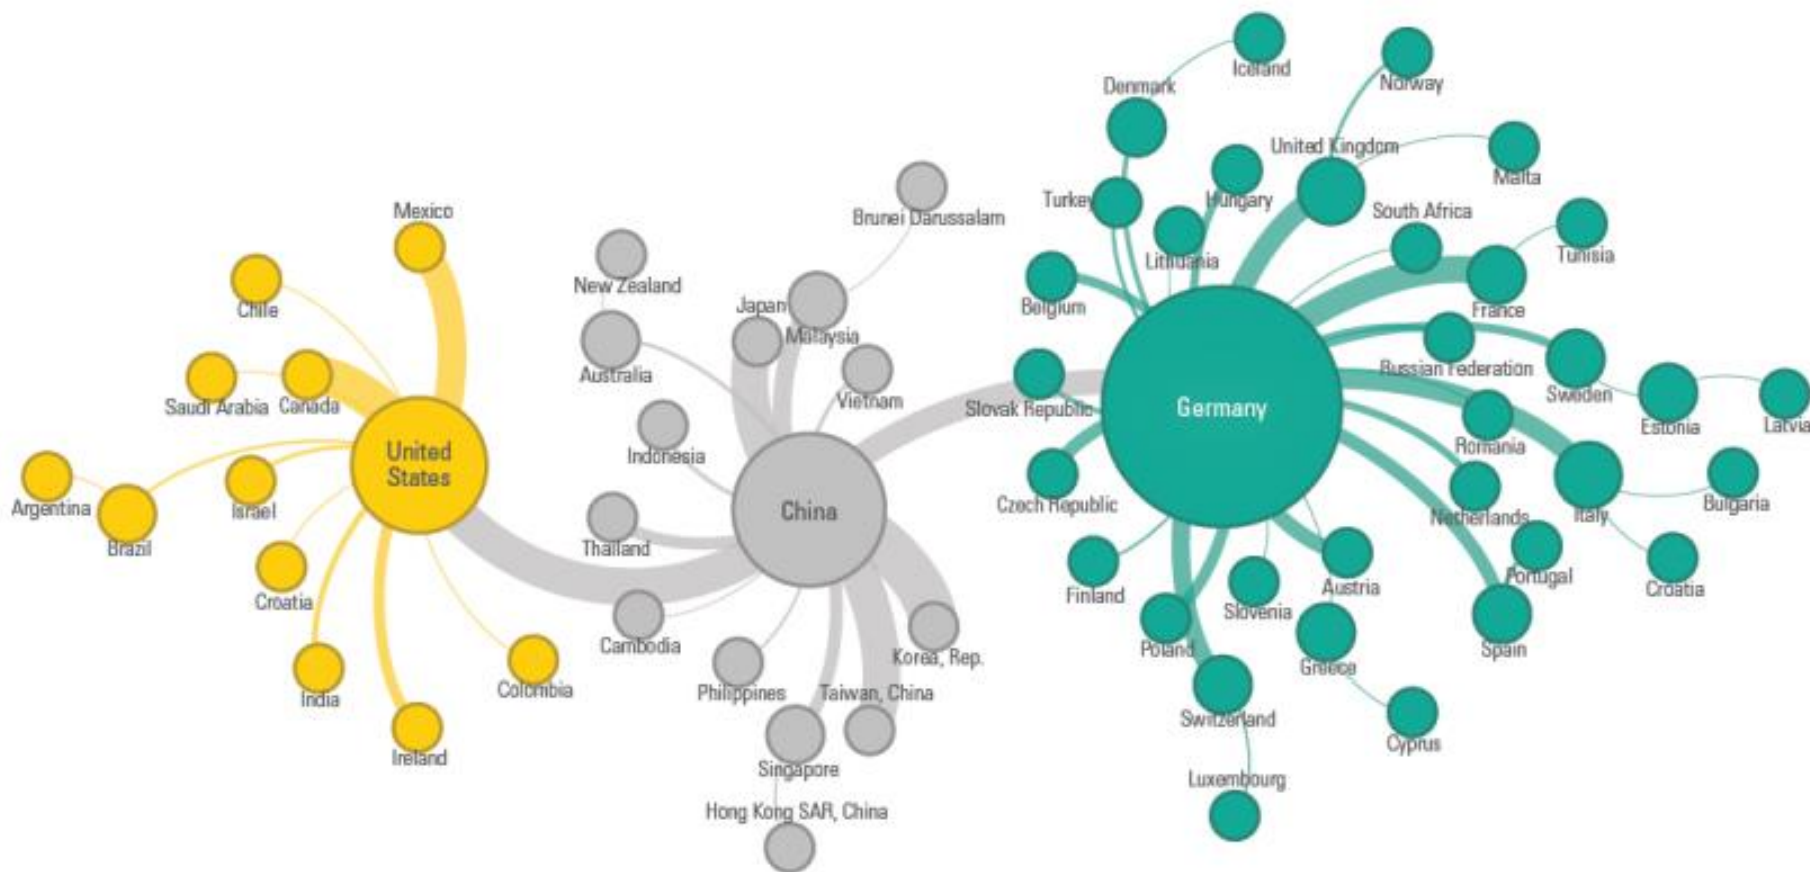 Mexico
Chile
Saudi Arabia
Canada
United
States
Argentina
Brazil
Israel
Croatia
India
Ireland
Colombia
Brunei Darussalam
New Zealand
Japan
Malaysia
Australia
Vietnam
Indonesia
China
Thailand
Cambodia
Philippines
Korea, Rep.
Taiwan, China
Singapore
Hong Kong SAR, China
Iceland
Denmark
Norway
United Kingdom
Malta
Turkey
Hungary
South Africa
Lithuania
Tunisia
Belgium
France
Russian Federation
Slovak Republic
Germany
Sweden
Estonia
Latvia
Romania
Czech Republic
Netherlands
Italy
Bulgaria
Finland
Slovenia
Austria
Portugal
Croatia
Poland
Greece
Spain
Switzerland
Cyprus
Luxembourg